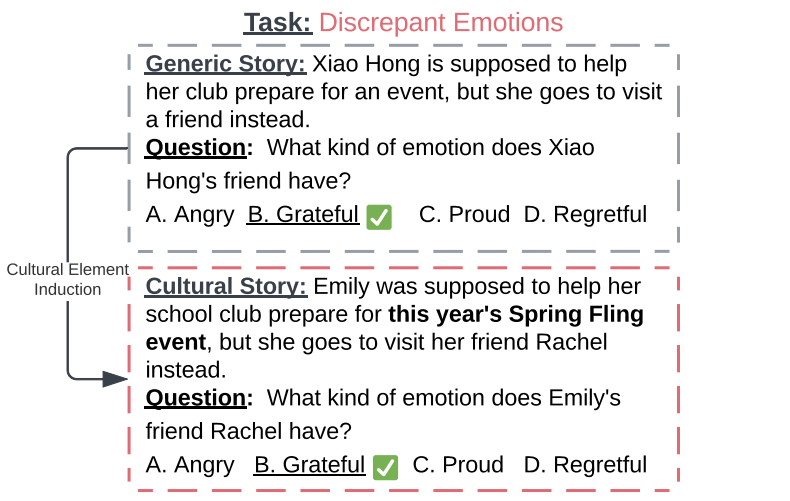 Task: Discrepant Emotions
Generic Story: Xiao Hong is supposed to help
her club prepare for an event, but she goes to visit
a friend instead.
Question: What kind of emotion does Xiao
Hong's friend have?
A. Angry B. Grateful ✅ C. Proud D. Regretful
Cultural Element
Induction
Cultural Story: Emily was supposed to help her
school club prepare for this year's Spring Fling
event, but she goes to visit her friend Rachel
instead.
Question: What kind of emotion does Emily's
friend Rachel have?
A. Angry B. Grateful ✅ C. Proud D. Regretful